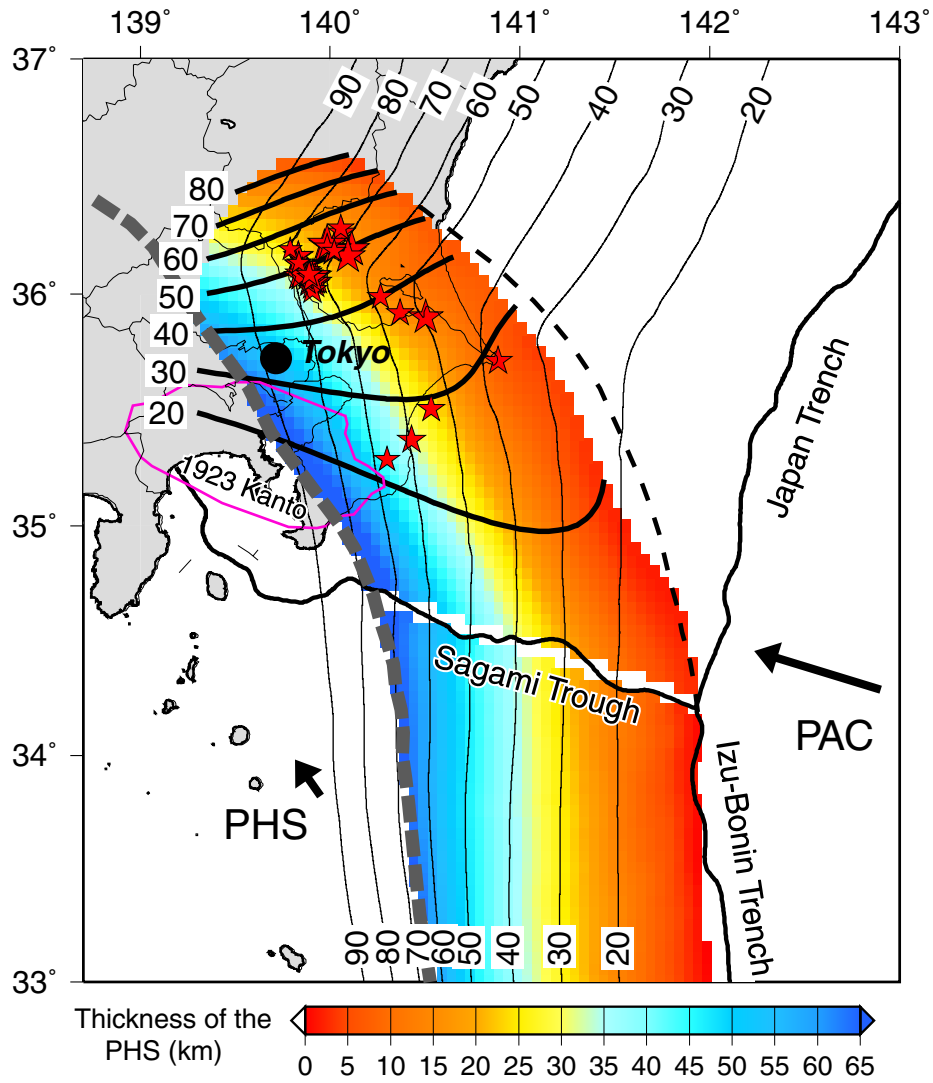 139° 140° 141° 142° 143°
37°
90 80 70 60 50 40 30 20
80
70
60
36°
50
40
Tokyo
30
20
Japan Trench
1923 Kanto
35°
Sagami Trough
34°
PAC
PHS
Izu-Bonin Trench
90 80 70 60 50 40 30 20
33°
Thickness of the
PHS (km)
0 5 10 15 20 25 30 35 40 45 50 55 60 65